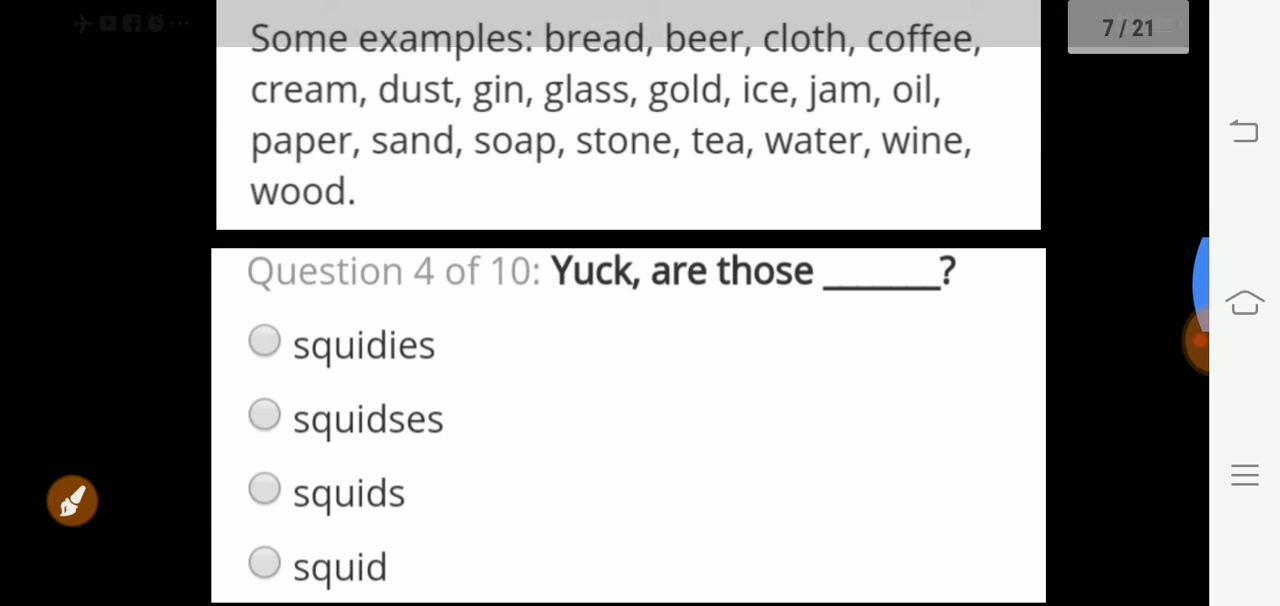 7 / 21
Some examples: bread, beer, cloth, coffee,
cream, dust, gin, glass, gold, ice, jam, oil,
paper, sand, soap, stone, tea, water, wine,
wood.
Question 4 of 10: Yuck, are those _______?
squidies
squidses
squids
squid